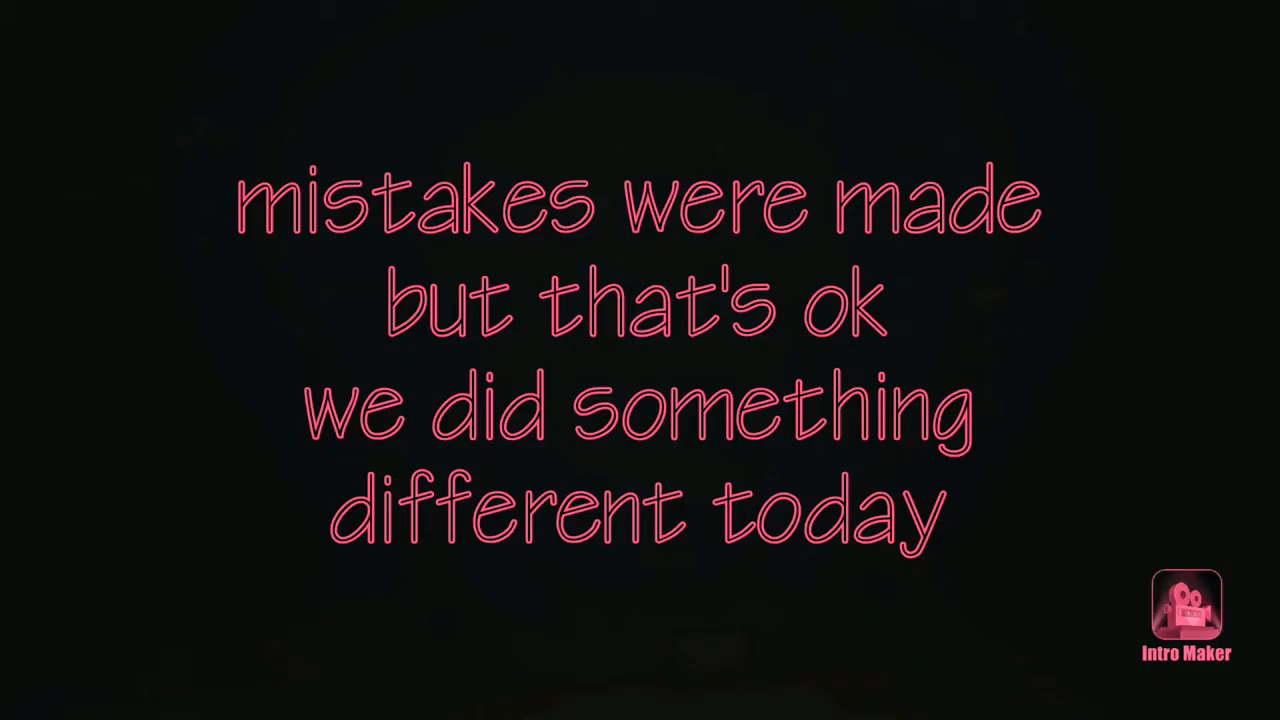 mistakes were made
but that's ok
we did something
different today
Intro Maker